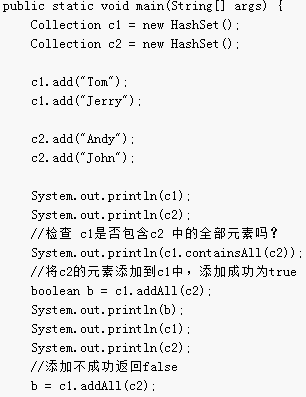 public static void main(String[] args) {
    Collection c1 = new HashSet();
    Collection c2 = new HashSet();

    c1.add("Tom");
    c1.add("Jerry");

    c2.add("Andy");
    c2.add("John");

    System.out.println(c1);
    System.out.println(c2);
    //检查 c1是否包含c2 中的全部元素吗?
    System.out.println(c1.containsAll(c2));
    //将c2的元素添加到c1中，添加成功为true
    boolean b = c1.addAll(c2);
    System.out.println(b);
    System.out.println(c1);
    System.out.println(c2);
    //添加不成功返回false
    b = c1.addAll(c2);